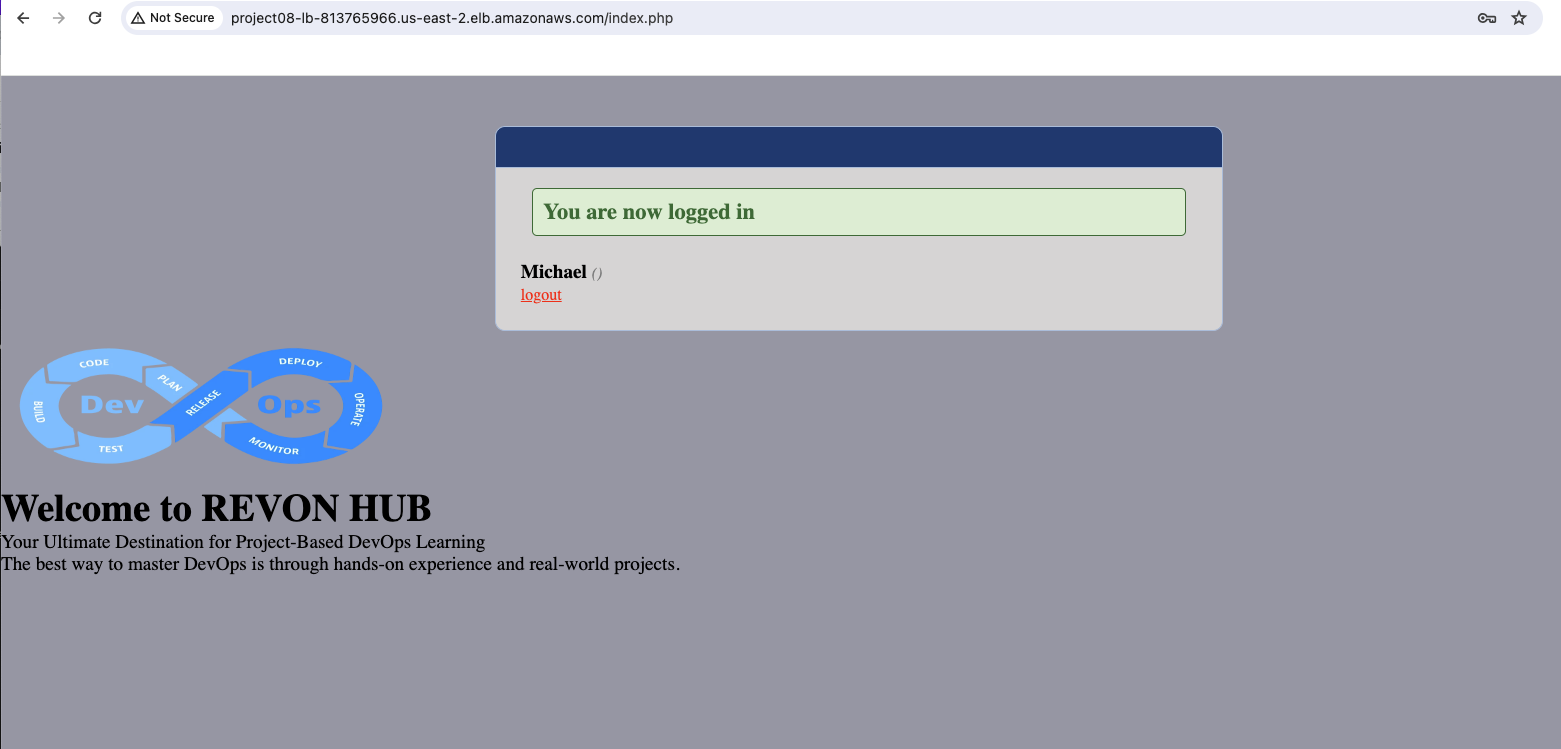 Not Secure project08-lb-813765966.us-east-2.elb.amazonaws.com/index.php
You are now logged in
Michael ()
logout
CODE
PLAN
BUILD
TEST
Dev
RELEASE
DEPLOY
OPERATE
MONITOR
Ops
Welcome to REVON HUB
Your Ultimate Destination for Project-Based DevOps Learning
The best way to master DevOps is through hands-on experience and real-world projects.